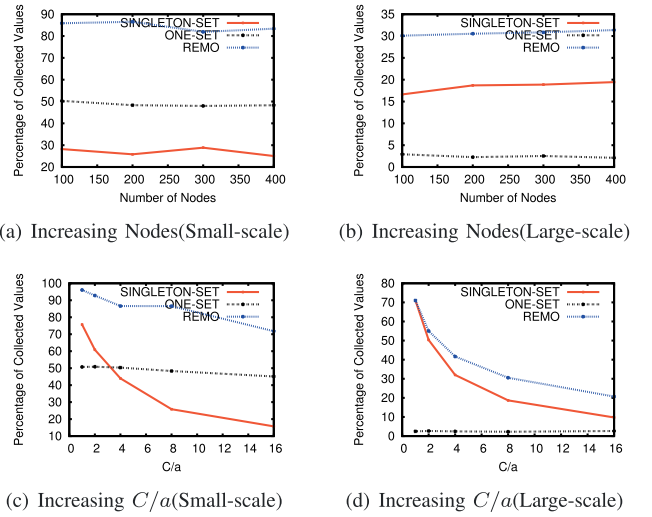 Percentage of Collected Values
90
80
70
60
50
40
30
20
SINGLETON-SET
ONE-SET
REMO
100 150 200 250 300 350 400
Number of Nodes
(a) Increasing Nodes(Small-scale)
Percentage of Collected Values
35
30
25
20
15
10
5
0
SINGLETON-SET
ONE-SET
REMO
100 150 200 250 300 350 400
Number of Nodes
(b) Increasing Nodes(Large-scale)
Percentage of Collected Values
100
90
80
70
60
50
40
30
20
10
SINGLETON-SET
ONE-SET
REMO
0 2 4 6 8 10 12 14 16
C/a
(c) Increasing C/a(Small-scale)
Percentage of Collected Values
80
70
60
50
40
30
20
10
0
SINGLETON-SET
ONE-SET
REMO
0 2 4 6 8 10 12 14 16
C/a
(d) Increasing C/a(Large-scale)